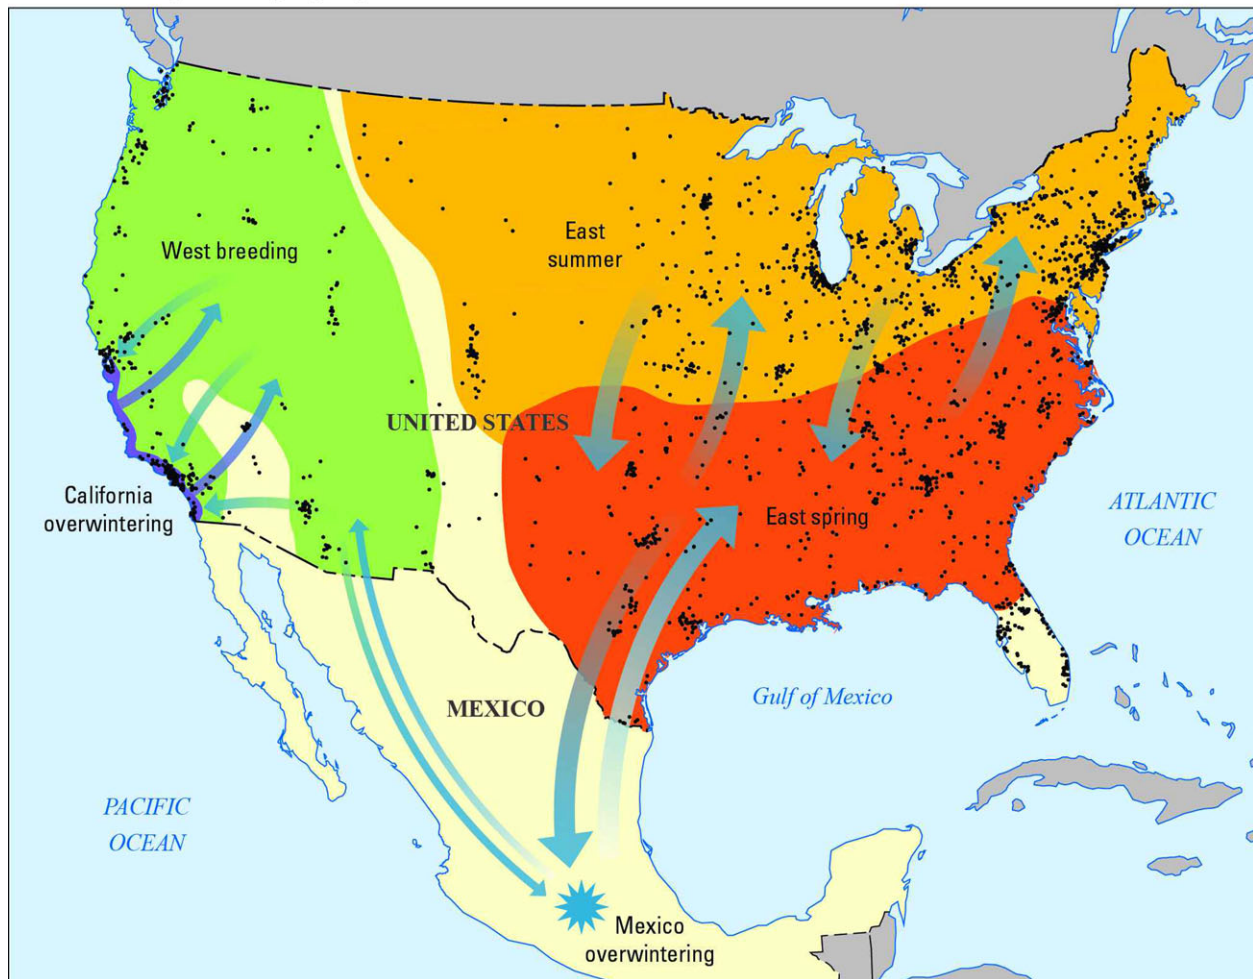 West breeding
East
summer
UNITED STATES
California
overwintering
East spring
ATLANTIC
OCEAN
MEXICO
Gulf of Mexico
PACIFIC
OCEAN
Mexico
overwintering